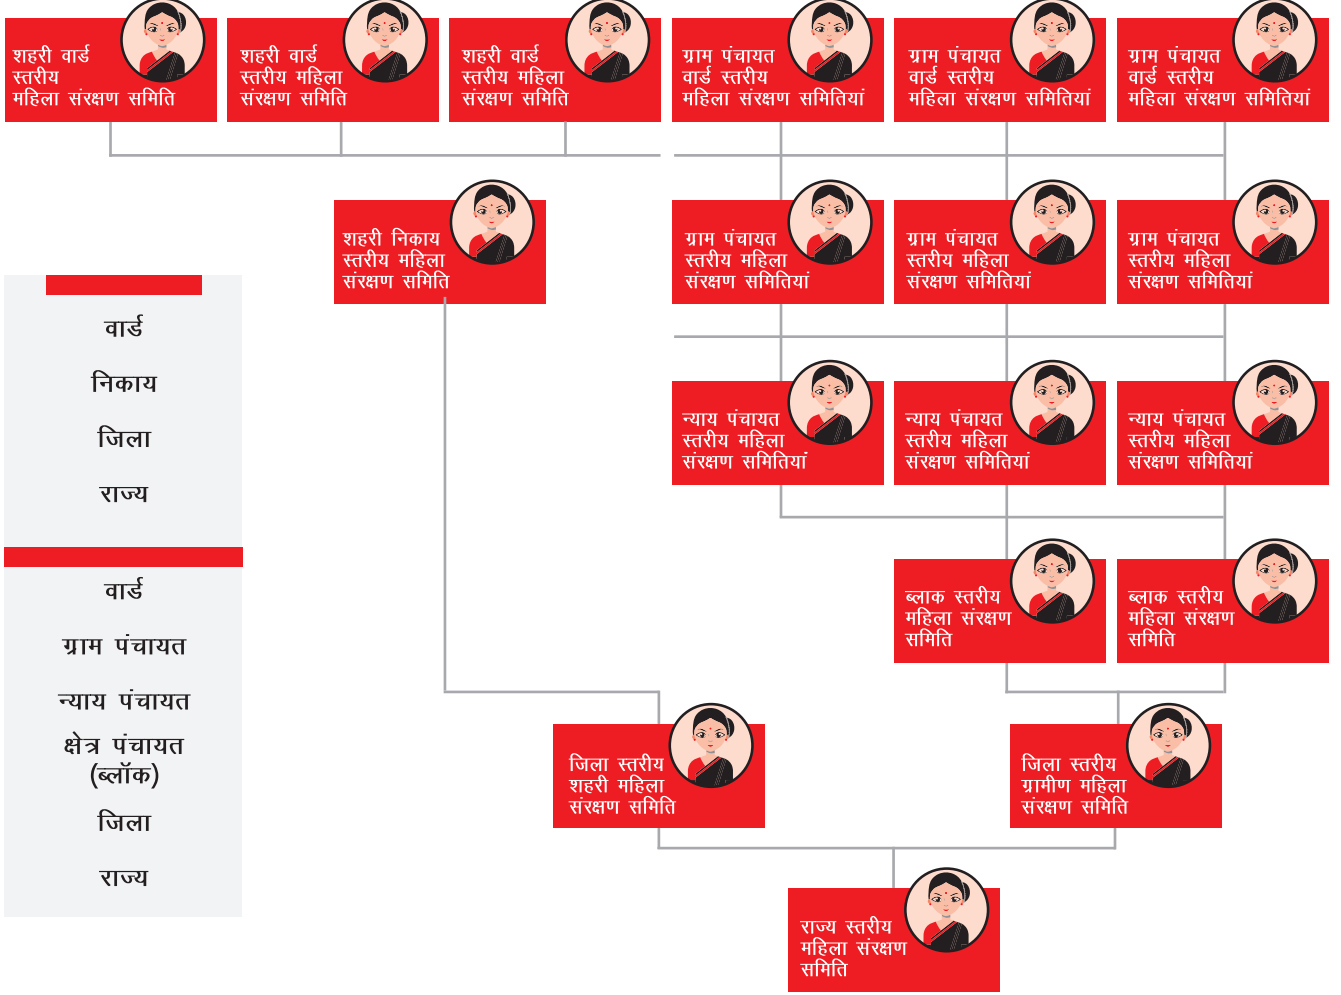 शहरी वार्ड
स्तरीय
महिला संरक्षण समिति
शहरी वार्ड
स्तरीय महिला
संरक्षण समिति
शहरी वार्ड
स्तरीय महिला
संरक्षण समिति
ग्राम पंचायत
वार्ड स्तरीय
महिला संरक्षण समितियां
ग्राम पंचायत
वार्ड स्तरीय
महिला संरक्षण समितियां
ग्राम पंचायत
वार्ड स्तरीय
महिला संरक्षण समितियां
शहरी निकाय
स्तरीय महिला
संरक्षण समिति
ग्राम पंचायत
स्तरीय महिला
संरक्षण समितियां
ग्राम पंचायत
स्तरीय महिला
संरक्षण समितियां
ग्राम पंचायत
स्तरीय महिला
संरक्षण समितियां
वार्ड
निकाय
जिला
राज्य
न्याय पंचायत
स्तरीय महिला
संरक्षण समितियां
न्याय पंचायत
स्तरीय महिला
संरक्षण समितियां
न्याय पंचायत
स्तरीय महिला
संरक्षण समितियां
वार्ड
ग्राम पंचायत
न्याय पंचायत
क्षेत्र पंचायत
(ब्लॉक)
जिला
राज्य
ब्लाक स्तरीय
महिला संरक्षण
समिति
ब्लाक स्तरीय
महिला संरक्षण
समिति
जिला स्तरीय
शहरी महिला
संरक्षण समिति
जिला स्तरीय
ग्रामीण महिला
संरक्षण समिति
राज्य स्तरीय
महिला संरक्षण
समिति